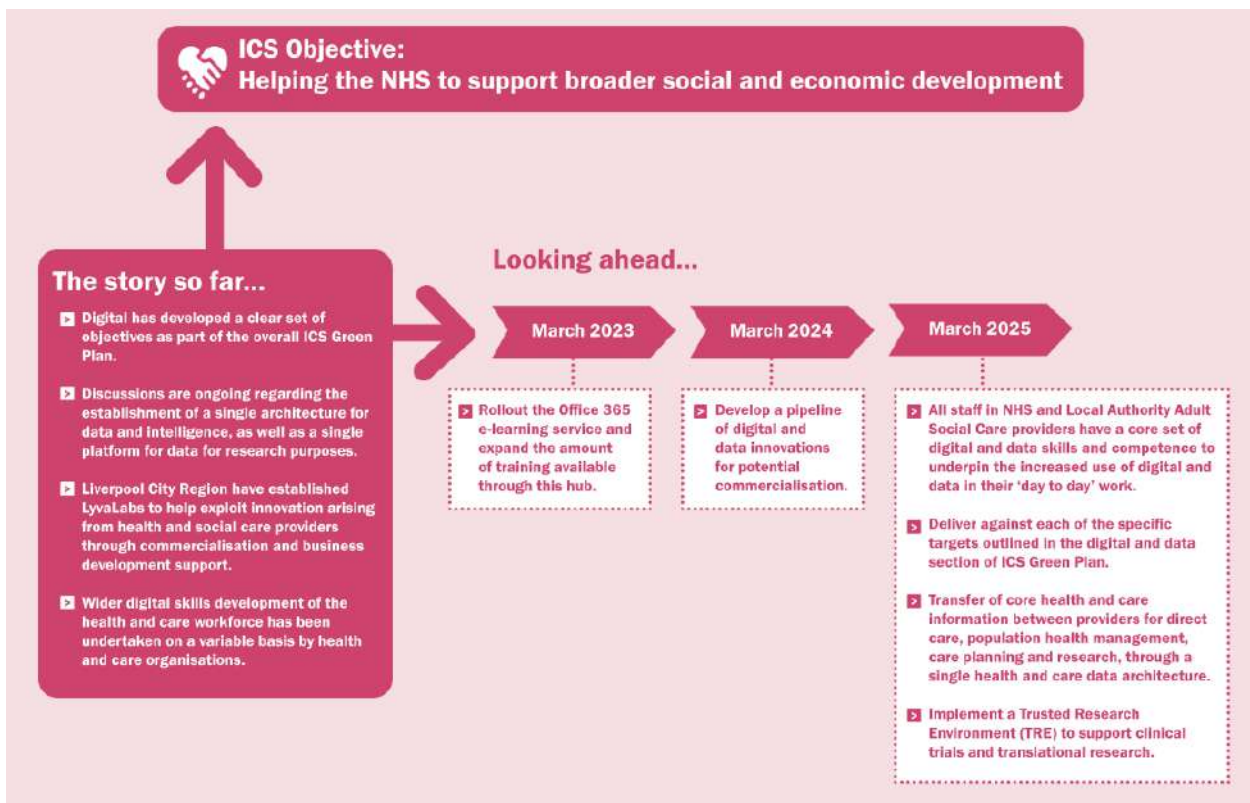 ICS Objective:
Helping the NHS to support broader social and economic development
The story so far...
Digital has developed a clear set of
objectives as part of the overall ICS Green
Plan.
Discussions are ongoing regarding the
establishment of a single architecture for
data and intelligence, as well as a single
platform for data for research purposes.
Liverpool City Region have established
LyvaLabs to help exploit innovation arising
from health and social care providers
through commercialisation and business
development support.
Wider digital skills development of the
health and care workforce has been
undertaken on a variable basis by health
and care organisations.
Looking ahead...
March 2023
Rollout the Office 365
e-learning service and
expand the amount
of training available
through this hub.
March 2024
Develop a pipeline
of digital and
data innovations
for potential
commercialisation.
March 2025
All staff in NHS and Local Authority Adult
Social Care providers have a core set of
digital and data skills and competence to
underpin the increased use of digital and
data in their ‘day to day’ work.
Deliver against each of the specific
targets outlined in the digital and data
section of ICS Green Plan.
Transfer of core health and care
information between providers for direct
care, population health management,
care planning and research, through a
single health and care data architecture.
Implement a Trusted Research
Environment (TRE) to support clinical
trials and translational research.